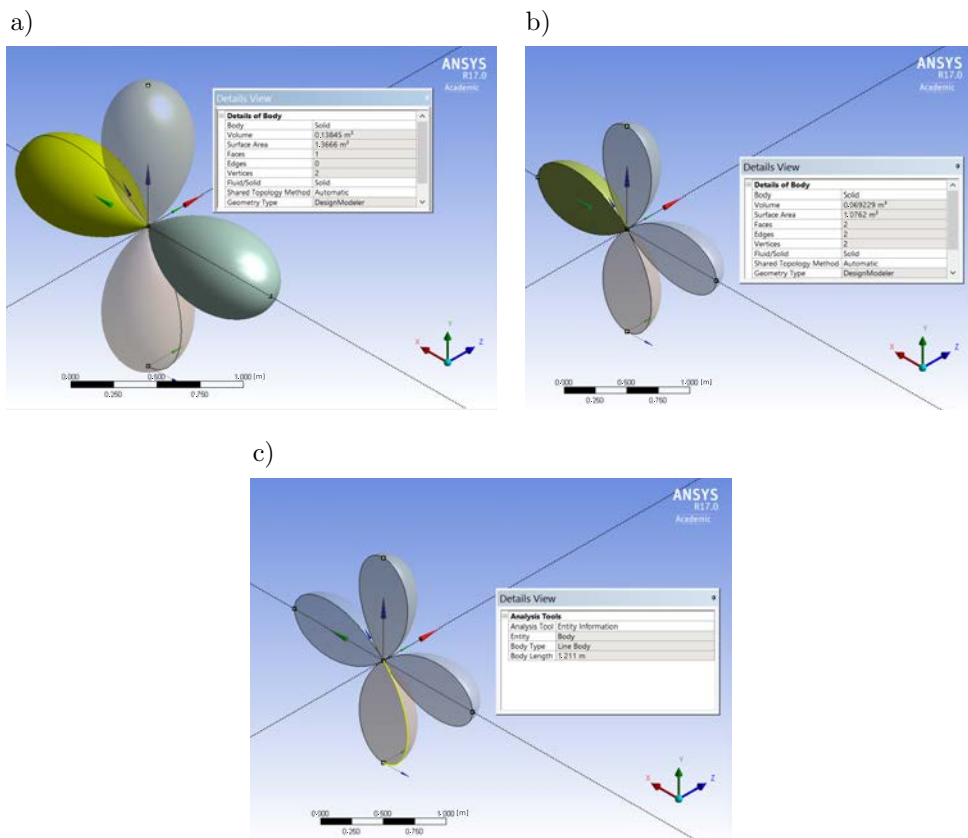 a)
ANSYS
R17.0
Academic
Details View
Details of Body
Body Solid
Volume 0.13845 m³
Surface Area 1.3666 m²
Faces 1
Edges 0
Vertices 2
Fluid/Solid Solid
Shared Topology Method Automatic
Geometry Type DesignModeler
Y
X Z
0.000 0.500 1.000 [m]
0.250 0.750
b)
ANSYS
R17.0
Academic
Details View
Details of Body
Body Solid
Volume 0.069229 m³
Surface Area 1.0762 m²
Faces 2
Edges 2
Vertices 2
Fluid/Solid Solid
Shared Topology Method Automatic
Geometry Type DesignModeler
Y
X Z
0.000 0.500 1.000 [m]
0.250 0.750
c)
ANSYS
R17.0
Academic
Details View
Analysis Tools
Analysis Tool Entity Information
Entity Body
Body Type Line Body
Body Length 1.211 m
Y
X Z
0.000 0.500 1.000 [m]
0.250 0.750